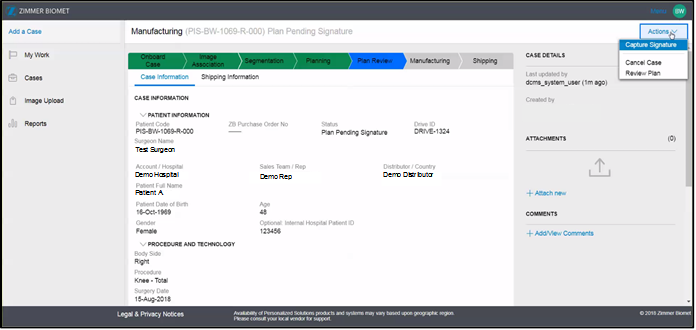 ZIMMER BIOMET
BW
Add a Case
Manufacturing (PIS-BW-1069-R-000) Plan Pending Signature
Actions
Capture Signature
Cancel Case
Review Plan
My Work
Cases
Image Upload
Reports
Onboard Case
Image Association
Segmentation
Planning
Plan Review
Manufacturing
Shipping
Case Information
Shipping Information
CASE INFORMATION
PATIENT INFORMATION
Patient Code
ZB Purchase Order No
Status
Drive ID
PIS-BW-1069-R-000
-----
Plan Pending Signature
DRIVE-1324
Surgeon Name
Test Surgeon
Account / Hospital
Sales Team / Rep
Distributor / Country
Demo Hospital
Demo Rep
Demo Distributor
Patient Full Name
Patient A
Patient Date of Birth
Age
16-Oct-1969
48
Gender
Optional: Internal Hospital Patient ID
Female
123456
PROCEDURE AND TECHNOLOGY
Body Side
Right
Procedure
Knee - Total
Surgery Date
15-Aug-2018
CASE DETAILS
Last updated by
dcms_system_user (1m ago)
Created by
ATTACHMENTS
(0)
+ Attach new
COMMENTS
+ Add/View Comments
Legal & Privacy Notices
Availability of Personalized Solutions products and systems may vary based upon geographic region.
Please consult your local vendor for support.
© 2018 Zimmer Biomet